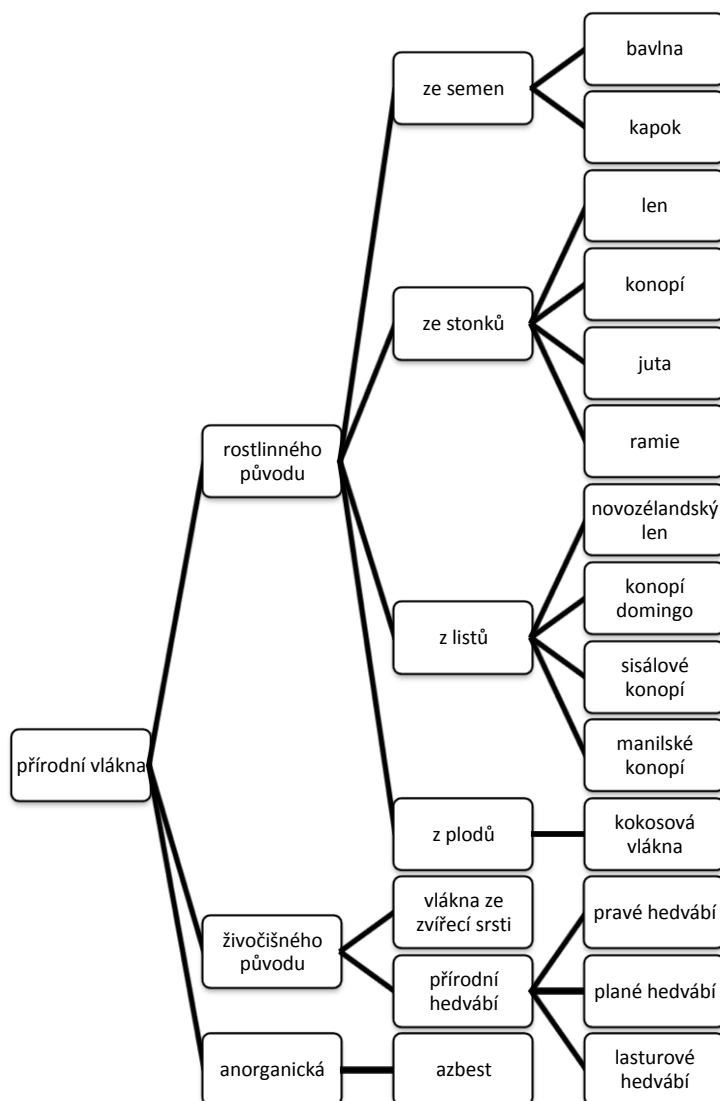 bavlna
ze semen
kapok
len
konopí
ze stonků
juta
ramie
rostlinného
původu
novozélandský
len
konopí
domingo
z listů
sisálové
konopí
manilské
konopí
přírodní vlákna
z plodů
kokosová
vlákna
vlákna ze
zvířecí srsti
pravé hedvábí
živočišného
původu
přírodní
hedvábí
plané hedvábí
lasturové
hedvábí
anorganická
azbest